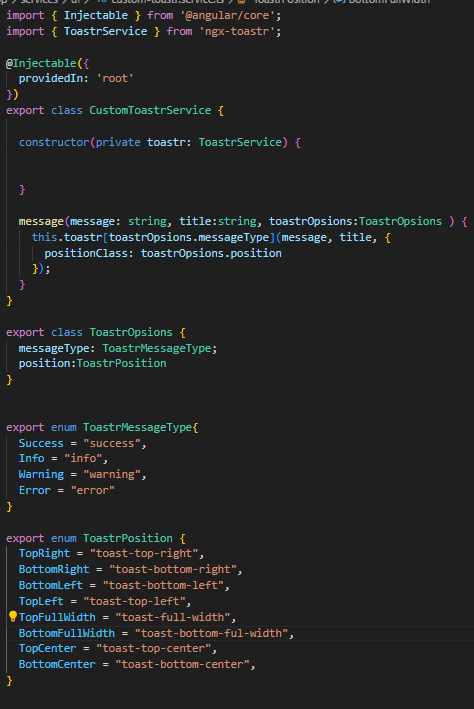 services > ui > TS custom-toastr.service.ts > ToastrPosition > BottomFullWidth
import { Injectable } from '@angular/core';
import { ToastrService } from 'ngx-toastr';
@Injectable({
providedIn: 'root'
})
export class CustomToastrService {
constructor(private toastr: ToastrService) {
}
message(message: string, title:string, toastrOpsions:ToastrOpsions ) {
this.toastr[toastrOpsions.messageType](message, title, {
positionClass: toastrOpsions.position
});
}
}
export class ToastrOpsions {
messageType: ToastrMessageType;
position:ToastrPosition
}
export enum ToastrMessageType{
Success = "success",
Info = "info",
Warning = "warning",
Error = "error"
}
export enum ToastrPosition {
TopRight = "toast-top-right",
BottomRight = "toast-bottom-right",
BottomLeft = "toast-bottom-left",
TopLeft = "toast-top-left",
TopFullWidth = "toast-full-width",
BottomFullWidth = "toast-bottom-ful-width",
TopCenter = "toast-top-center",
BottomCenter = "toast-bottom-center",
}